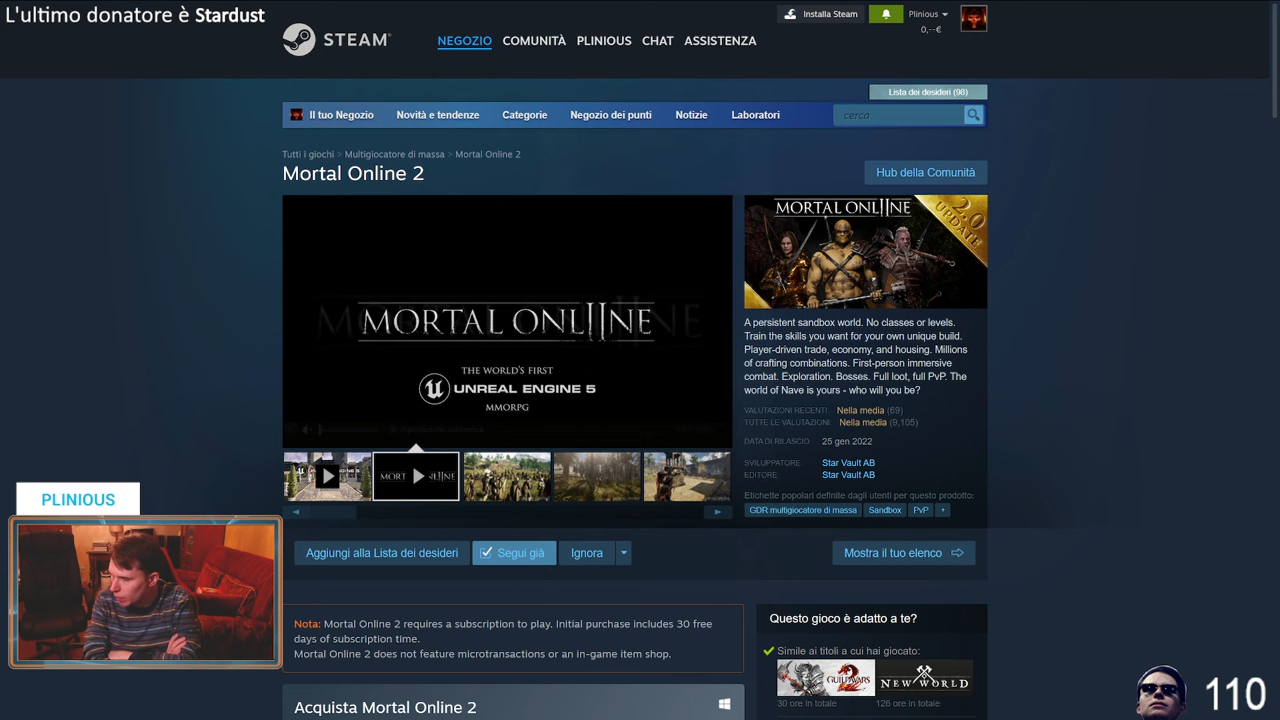 L'ultimo donatore è Stardust
Installa Steam
Plinious
0,--€
STEAM
NEGOZIO COMUNITÀ PLINIOUS CHAT ASSISTENZA
Lista dei desideri (98)
Il tuo Negozio Novità e tendenze Categorie Negozio dei punti Notizie Laboratori cerca
Tutti i giochi > Multigiocatore di massa > Mortal Online 2
Mortal Online 2
Hub della Comunità
MORTAL ONLIINE
THE WORLD'S FIRST
UNREAL ENGINE 5
MMORPG
MORTAL ONLIINE
2.0
UPDATE
A persistent sandbox world. No classes or levels.
Train the skills you want for your own unique build.
Player-driven trade, economy, and housing. Millions
of crafting combinations. First-person immersive
combat. Exploration. Bosses. Full loot, full PvP. The
world of Nave is yours - who will you be?
VALUTAZIONI RECENTI: Nella media (69)
TUTTE LE VALUTAZIONI: Nella media (9,105)
DATA DI RILASCIO: 25 gen 2022
SVILUPPATORE: Star Vault AB
EDITORE: Star Vault AB
Etichette popolari definite dagli utenti per questo prodotto:
GDR multigiocatore di massa Sandbox PvP +
PLINIOUS
Aggiungi alla Lista dei desideri Segui già Ignora
Mostra il tuo elenco
Nota: Mortal Online 2 requires a subscription to play. Initial purchase includes 30 free
days of subscription time.
Mortal Online 2 does not feature microtransactions or an in-game item shop.
Questo gioco è adatto a te?
Simile ai titoli a cui hai giocato:
GUILD WARS 2
NEW WORLD
30 ore in totale
126 ore in totale
Acquista Mortal Online 2
110